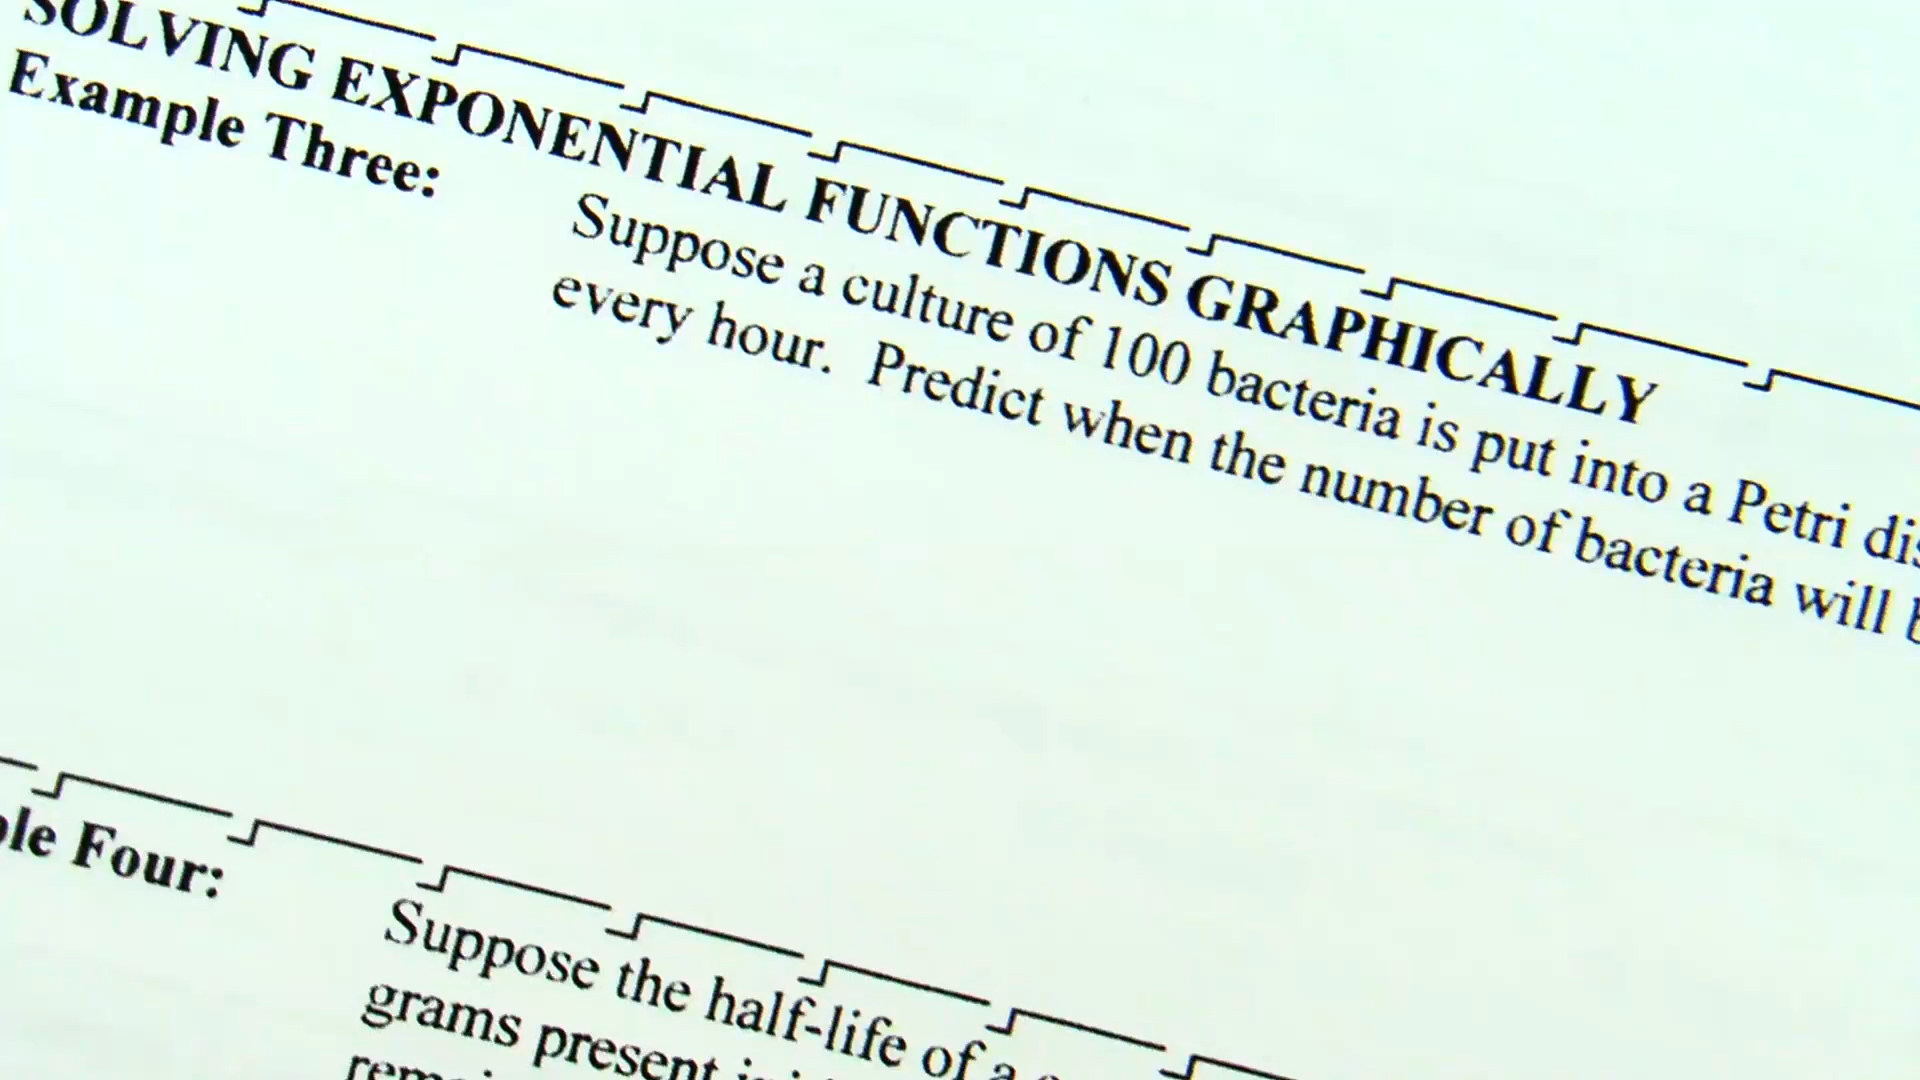 SOLVING EXPONENTIAL FUNCTIONS GRAPHICALLY
Example Three: Suppose a culture of 100 bacteria is put into a Petri
every hour. Predict when the number of bacteria will
Four: Suppose the half-life of a
grams present